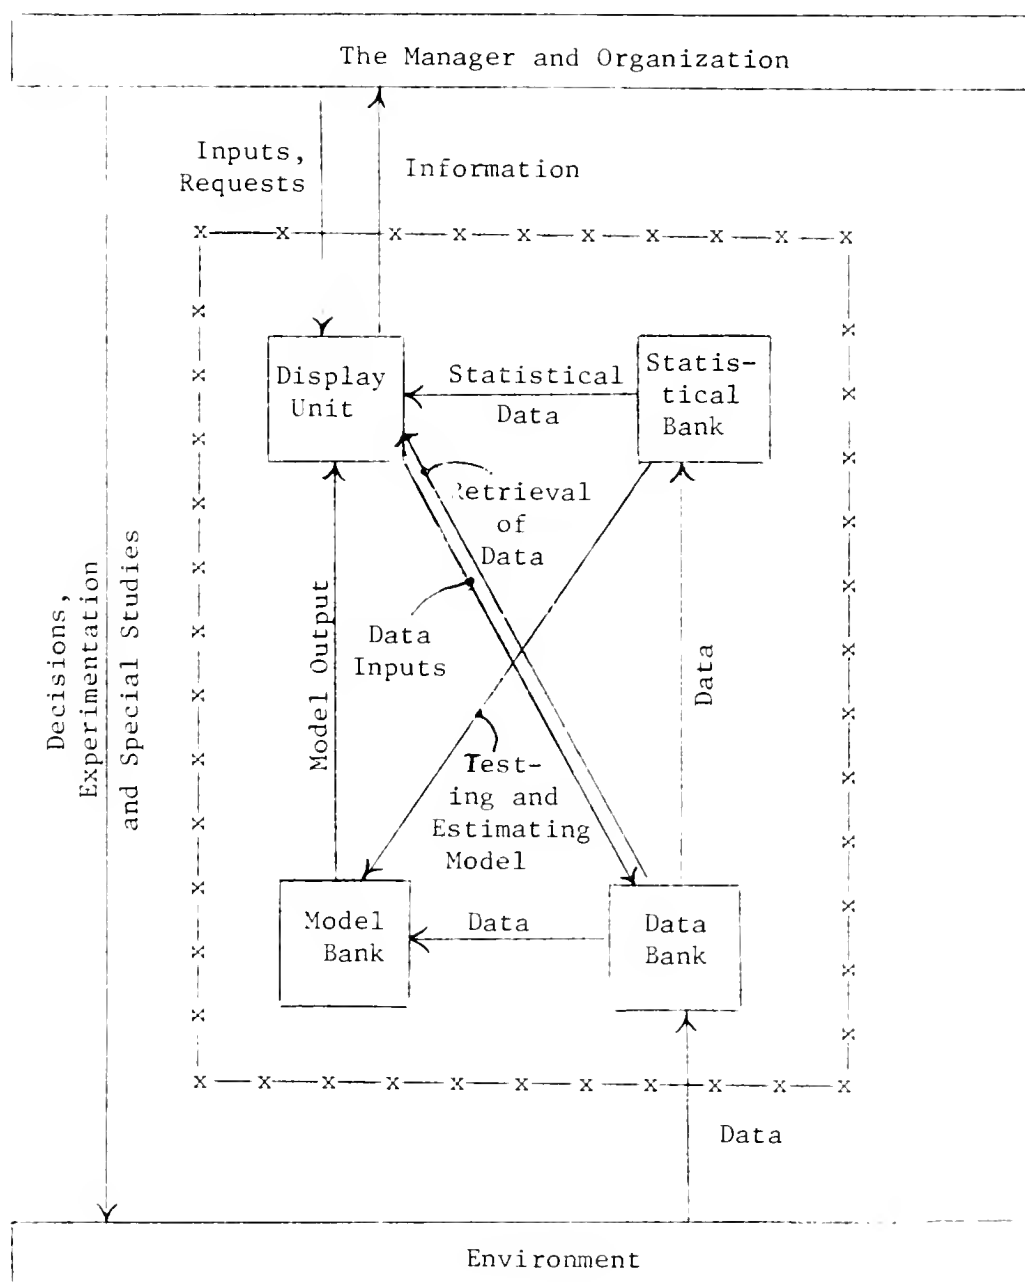 The Manager and Organization
Inputs,
Requests
Information
Display
Unit
Statistical
Data
Statis-
tical
Bank
Retrieval
of
Data
Data
Inputs
Model Output
Data
Decisions,
Experimentation
and Special Studies
Test-
ing and
Estimating
Model
Model
Bank
Data
Data
Bank
Data
Environment